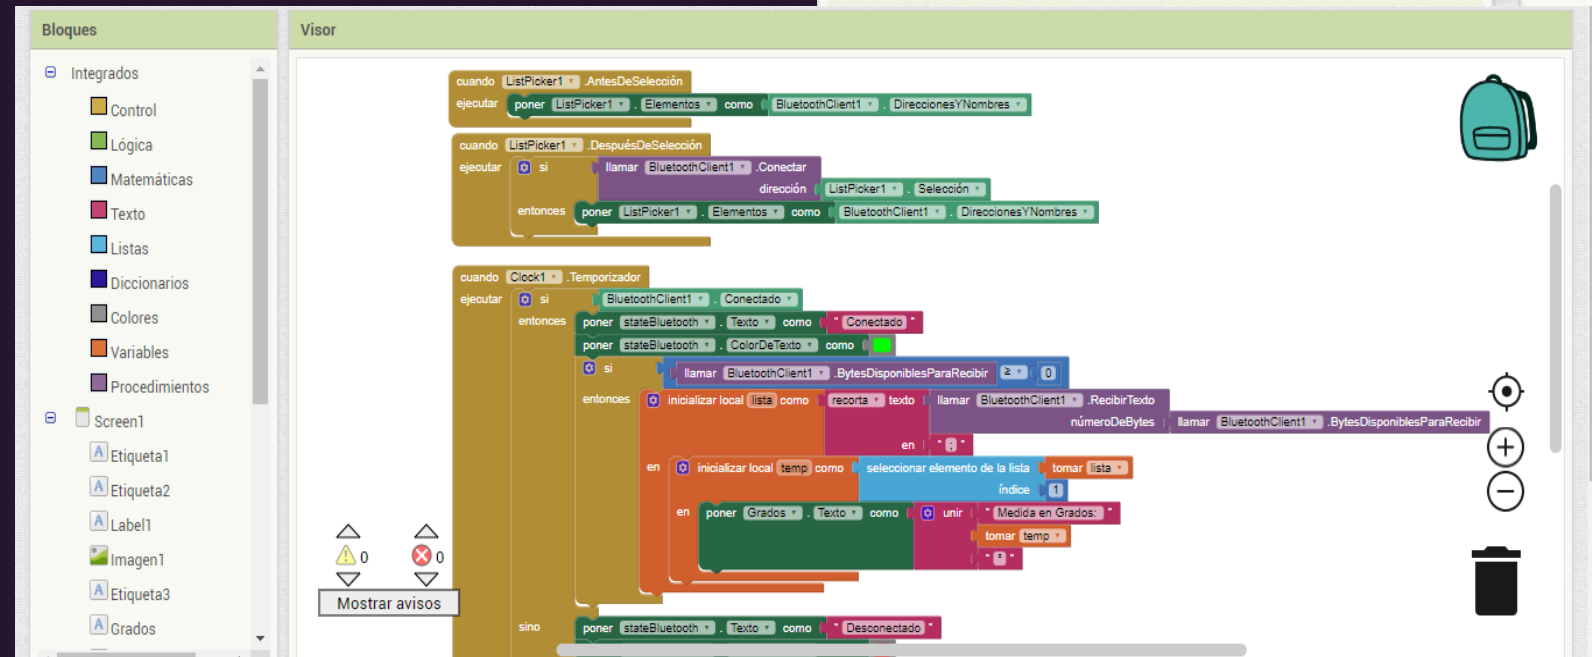 Bloques
Visor
Integrados
Control
Lógica
Matemáticas
Texto
Listas
Diccionarios
Colores
Variables
Procedimientos
Screen1
Etiqueta1
Etiqueta2
Label1
Imagen1
Etiqueta3
Grados
cuando ListPicker1 .AntesDeSelección
ejecutar poner ListPicker1 . Elementos como BluetoothClient1 . DireccionesYNombres
cuando ListPicker1 .DespuésDeSelección
ejecutar si llamar BluetoothClient1 .Conectar
dirección ListPicker1 . Selección
entonces poner ListPicker1 . Elementos como BluetoothClient1 . DireccionesYNombres
cuando Clock1 .Temporizador
ejecutar si BluetoothClient1 . Conectado
entonces poner stateBluetooth . Texto como " Conectado "
poner stateBluetooth . ColorDeTexto como
si llamar BluetoothClient1 .BytesDisponiblesParaRecibir ≥ 0
entonces inicializar local lista como recorta texto llamar BluetoothClient1 .RecibirTexto
númeroDeBytes llamar BluetoothClient1 .BytesDisponiblesParaRecibir
en " ; "
en inicializar local temp como seleccionar elemento de la lista tomar lista
índice 1
en poner Grados . Texto como unir " Medida en Grados: "
tomar temp
" ° "
sino poner stateBluetooth . Texto como " Desconectado "
0 0
Mostrar avisos